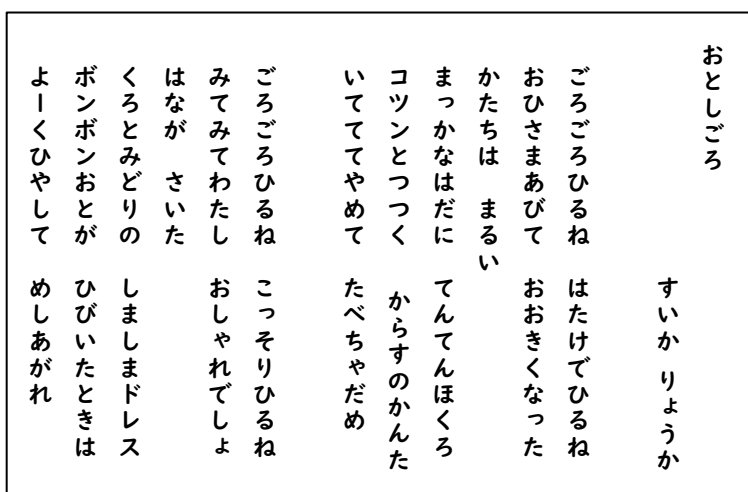 おとしごろ
すいか りょうか
ごろごろひるね はたけでひるね
おひさまあびて おおきくなった
かたちは まるい
まっかなはだに てんてんほくろ
コツンとつつく からすのかんた
いてててやめて たべちゃだめ
ごろごろひるね こっそりひるね
みてみてわたし おしゃれでしょ
はなが さいた
くろとみどりの しましまドレス
ボンボンおとが ひびいたときは
よーくひやして めしあがれ